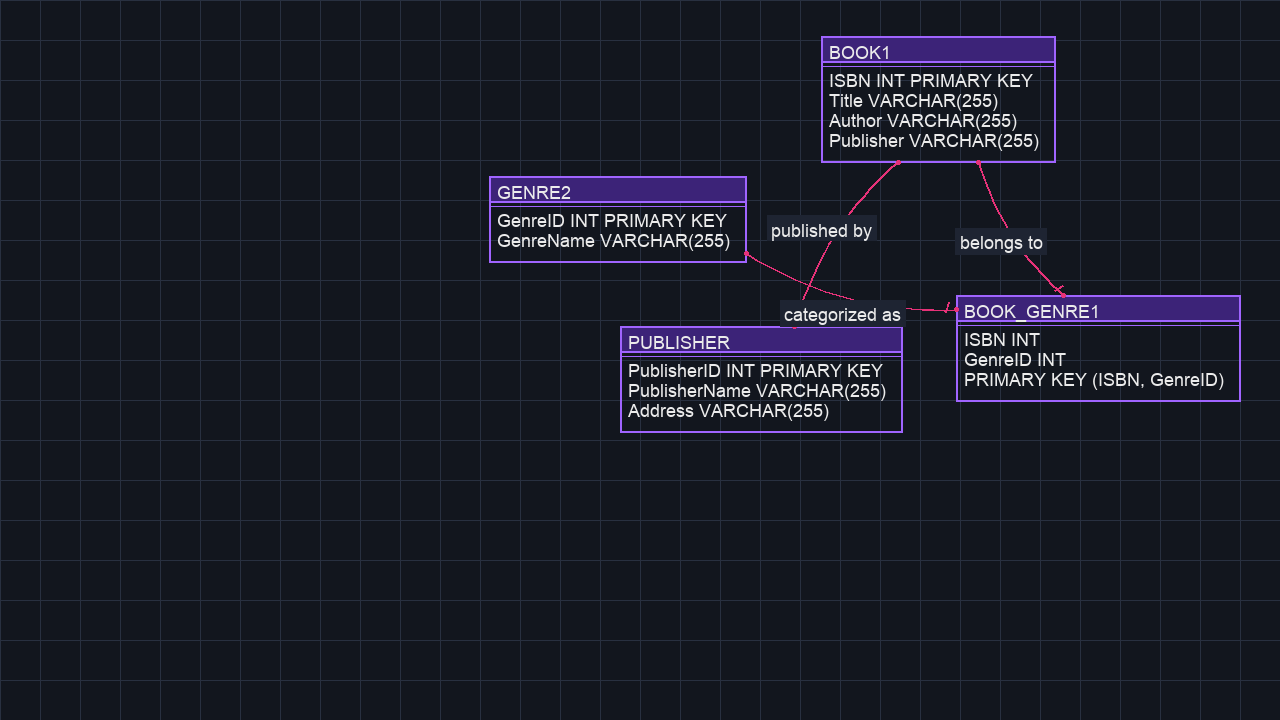 BOOK1
ISBN INT PRIMARY KEY
Title VARCHAR(255)
Author VARCHAR(255)
Publisher VARCHAR(255)
GENRE2
GenreID INT PRIMARY KEY
GenreName VARCHAR(255)
published by
belongs to
categorized as
BOOK_GENRE1
ISBN INT
GenreID INT
PRIMARY KEY (ISBN, GenreID)
PUBLISHER
PublisherID INT PRIMARY KEY
PublisherName VARCHAR(255)
Address VARCHAR(255)